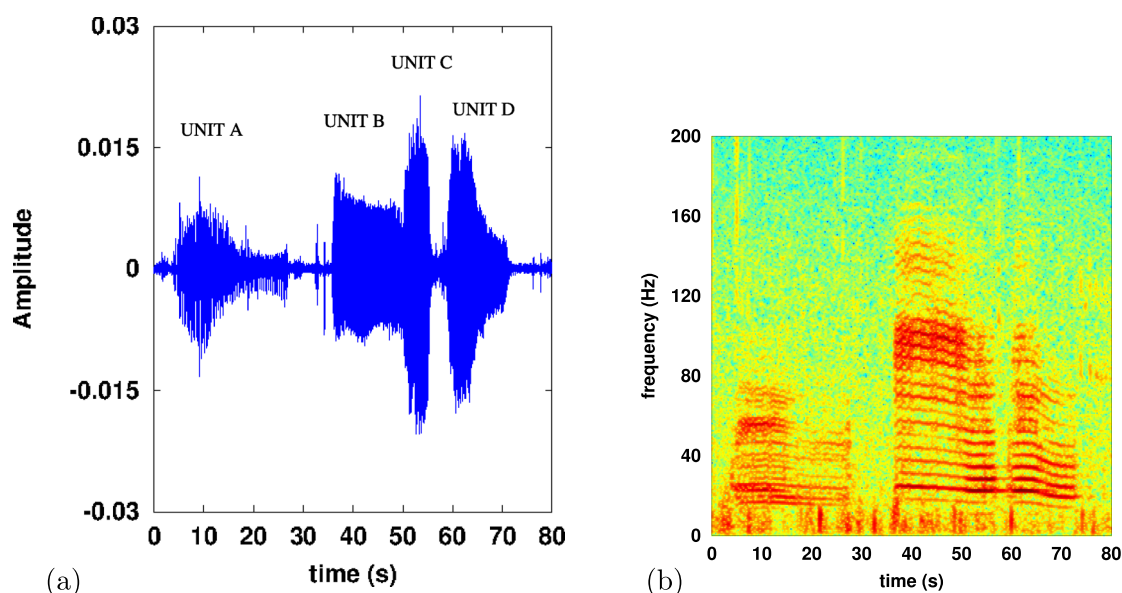 0.03
0.015
0
-0.015
-0.03
Amplitude
UNIT A
UNIT B
UNIT C
UNIT D
0 10 20 30 40 50 60 70 80
time (s)
(a)
200
160
120
80
40
0
frequency (Hz)
0 10 20 30 40 50 60 70 80
time (s)
(b)